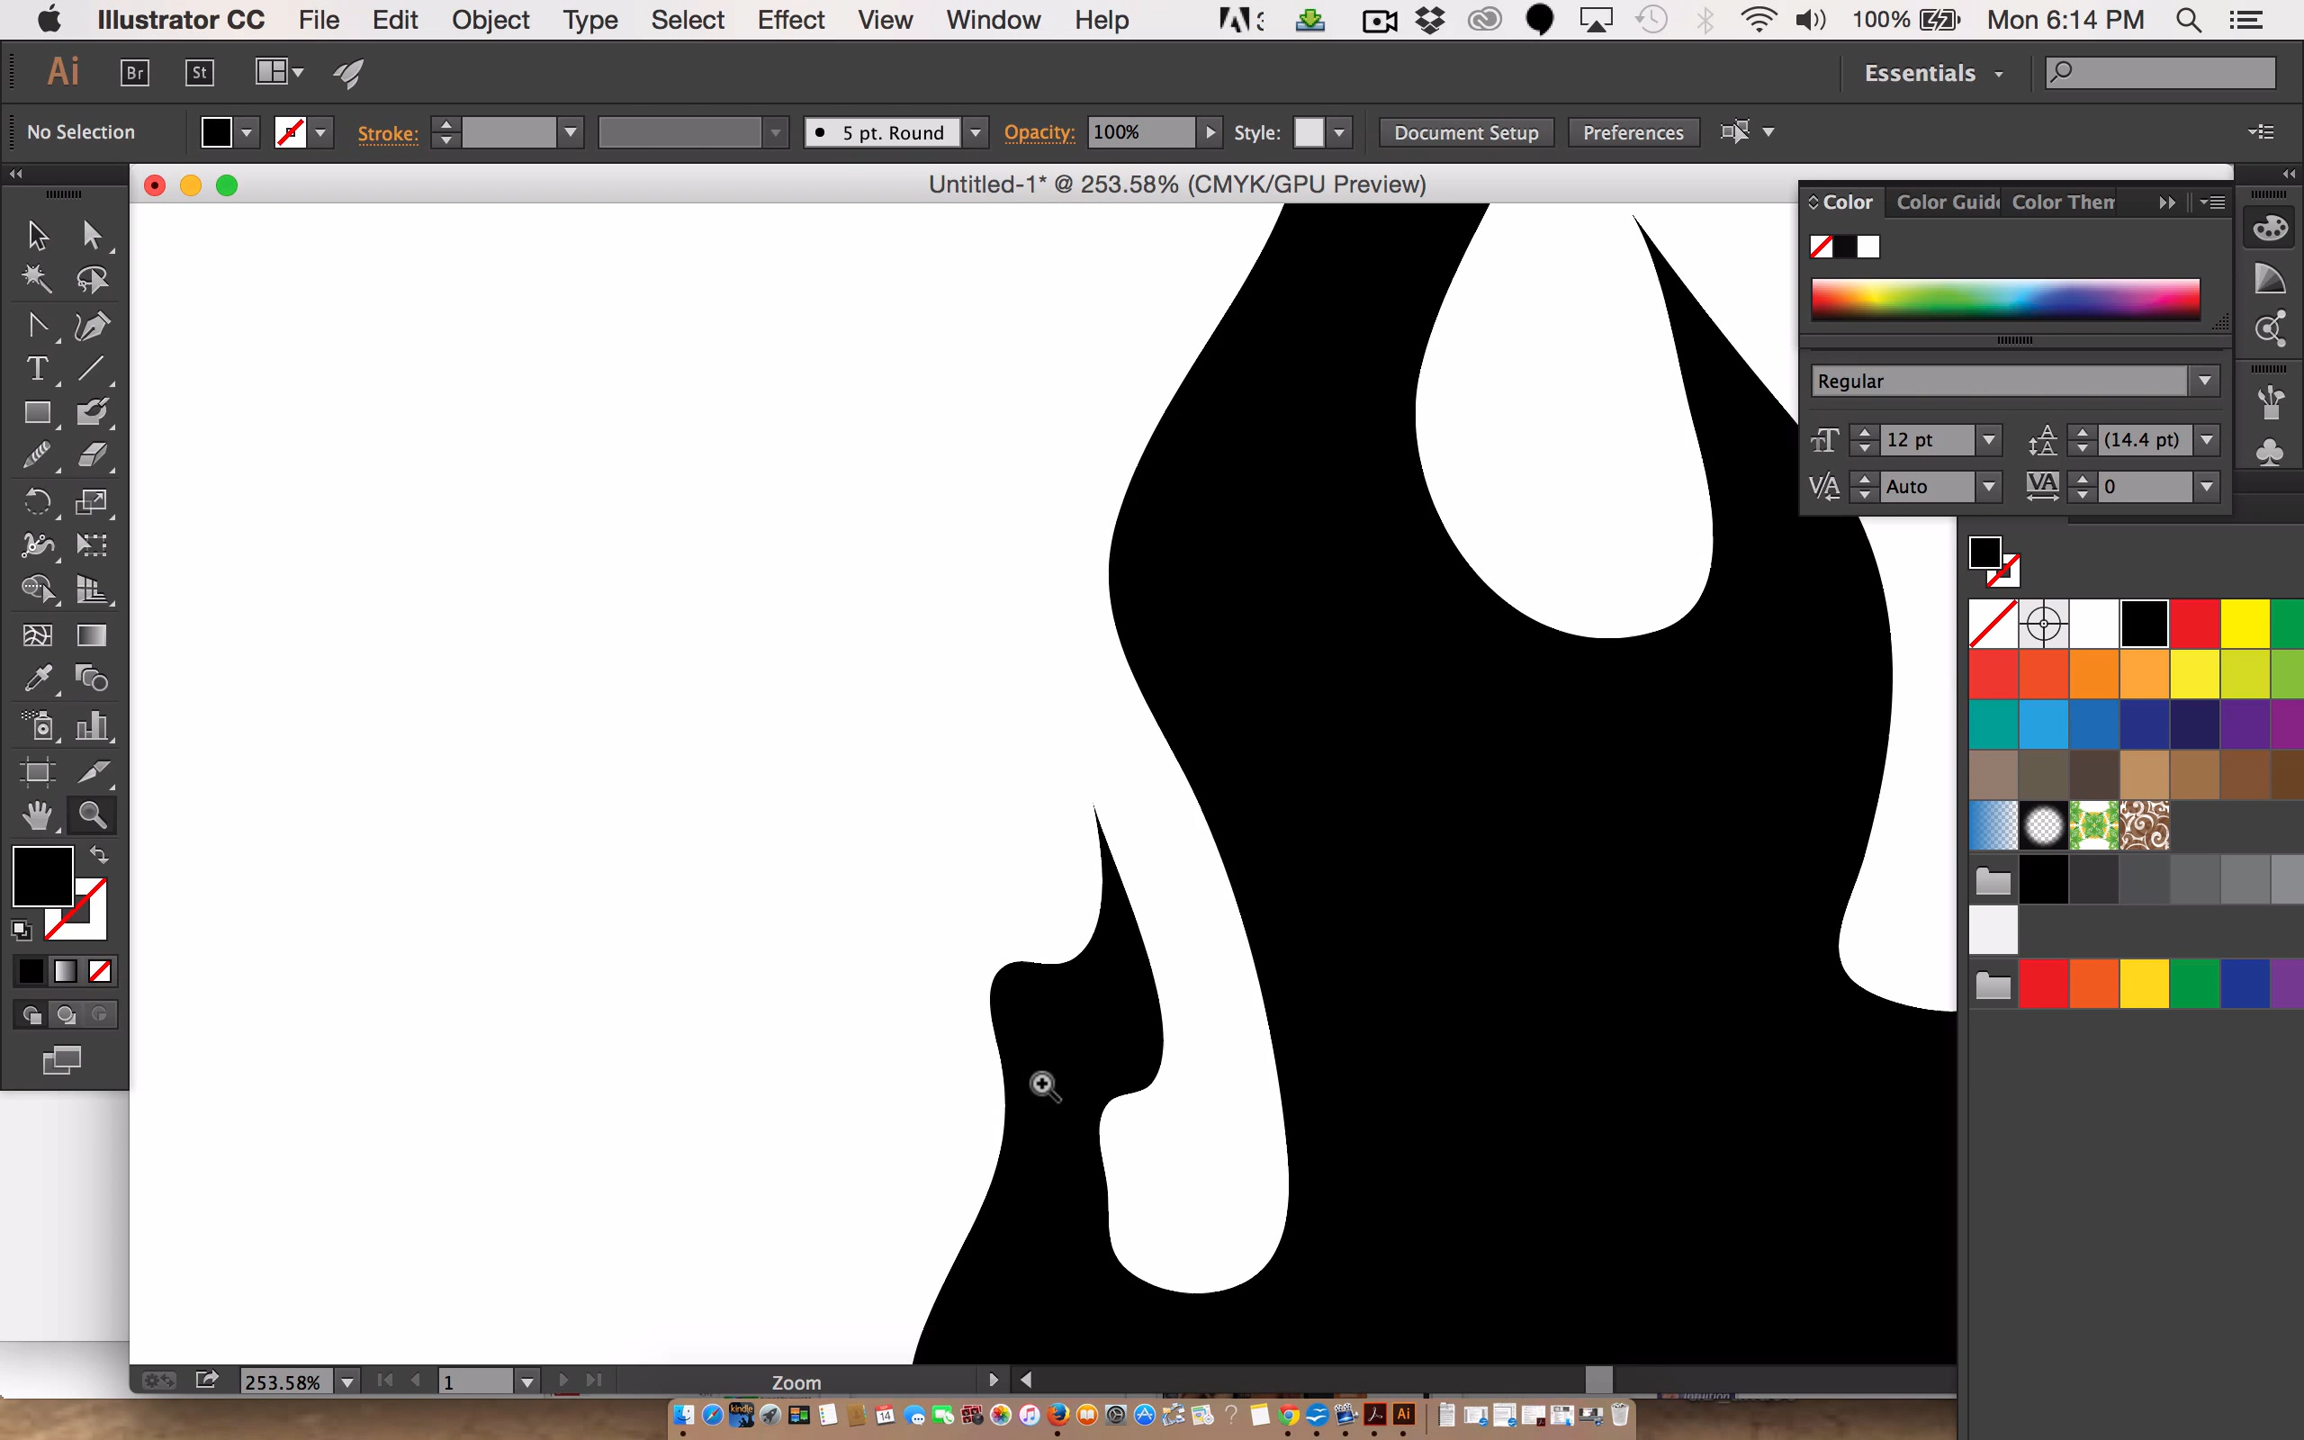 Illustrator CC File Edit Object Type Select Effect View Window Help 100% Mon 6:14 PM
Ai Br St Essentials
No Selection Stroke: 5 pt. Round Opacity: 100% Style: Document Setup Preferences
Untitled-1* @ 253.58% (CMYK/GPU Preview)
Color Color Guide Color Them
Regular
12 pt (14.4 pt)
Auto 0
253.58% 1 Zoom